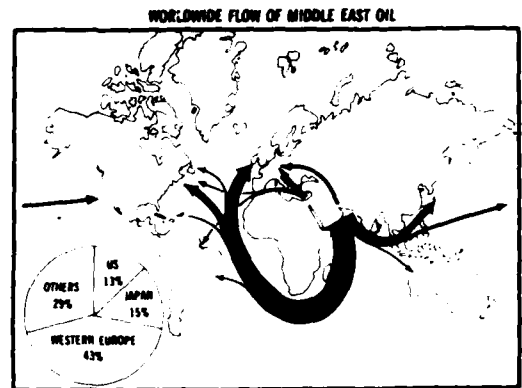 WORLDWIDE FLOW OF MIDDLE EAST OIL
US
13%
OTHERS
29%
JAPAN
15%
WESTERN EUROPE
43%